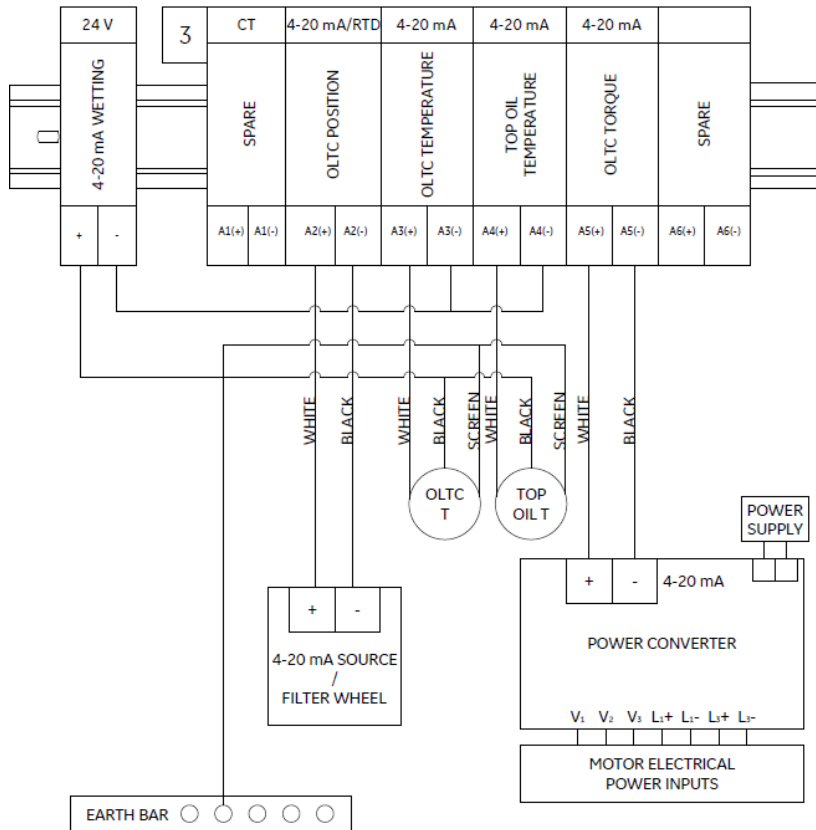 24 V
3
CT
4-20 mA/RTD
4-20 mA
4-20 mA
4-20 mA
4-20 mA WETTING
SPARE
OLTC POSITION
OLTC TEMPERATURE
TOP OIL
TEMPERATURE
OLTC TORQUE
SPARE
+
-
A1(+)
A1(-)
A2(+)
A2(-)
A3(+)
A3(-)
A4(+)
A4(-)
A5(+)
A5(-)
A6(+)
A6(-)
WHITE
BLACK
WHITE
BLACK
SCREEN
WHITE
BLACK
SCREEN
WHITE
BLACK
OLTC
T
TOP
OIL T
POWER
SUPPLY
+
-
4-20 mA
POWER CONVERTER
+
-
4-20 mA SOURCE
/
FILTER WHEEL
V₁ V₂ V₃ L₁+ L₁- L₃+ L₃-
MOTOR ELECTRICAL
POWER INPUTS
EARTH BAR